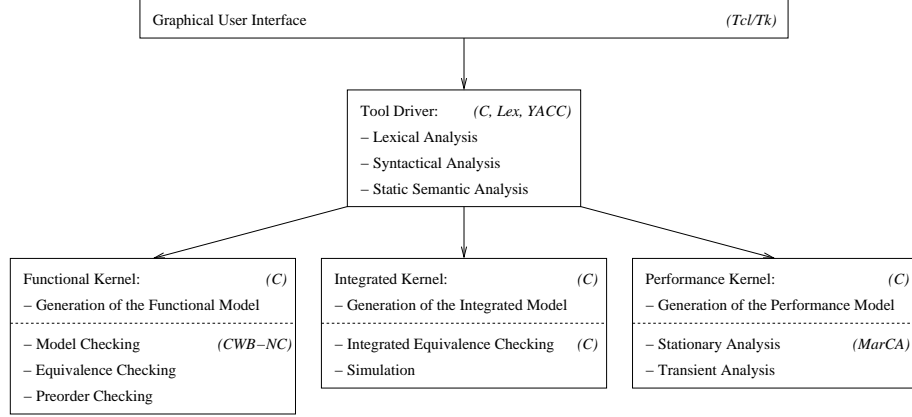 Graphical User Interface (Tcl/Tk)
Tool Driver: (C, Lex, YACC)
− Lexical Analysis
− Syntactical Analysis
− Static Semantic Analysis
Functional Kernel: (C)
− Generation of the Functional Model
− Model Checking (CWB−NC)
− Equivalence Checking
− Preorder Checking
Integrated Kernel: (C)
− Generation of the Integrated Model
− Integrated Equivalence Checking (C)
− Simulation
Performance Kernel: (C)
− Generation of the Performance Model
− Stationary Analysis (MarCA)
− Transient Analysis